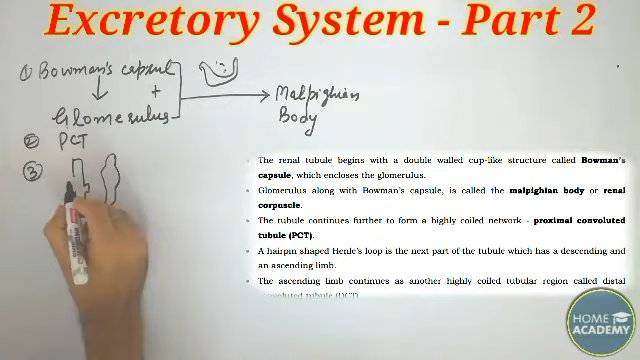 Excretory System - Part 2
① Bowman's capsul
+
Glomerulus
Malpighian
Body
② PCT
③
The renal tubule begins with a double walled cup-like structure called Bowman's
capsule, which encloses the glomerulus.
Glomerulus along with Bowman's capsule, is called the malpighian body or renal
corpuscle.
The tubule continues further to form a highly coiled network - proximal convoluted
tubule (PCT).
A hairpin shaped Henle's loop is the next part of the tubule which has a descending and
an ascending limb.
The ascending limb continues as another highly coiled tubular region called distal
convoluted tubule (DCT)
HOME
ACADEMY